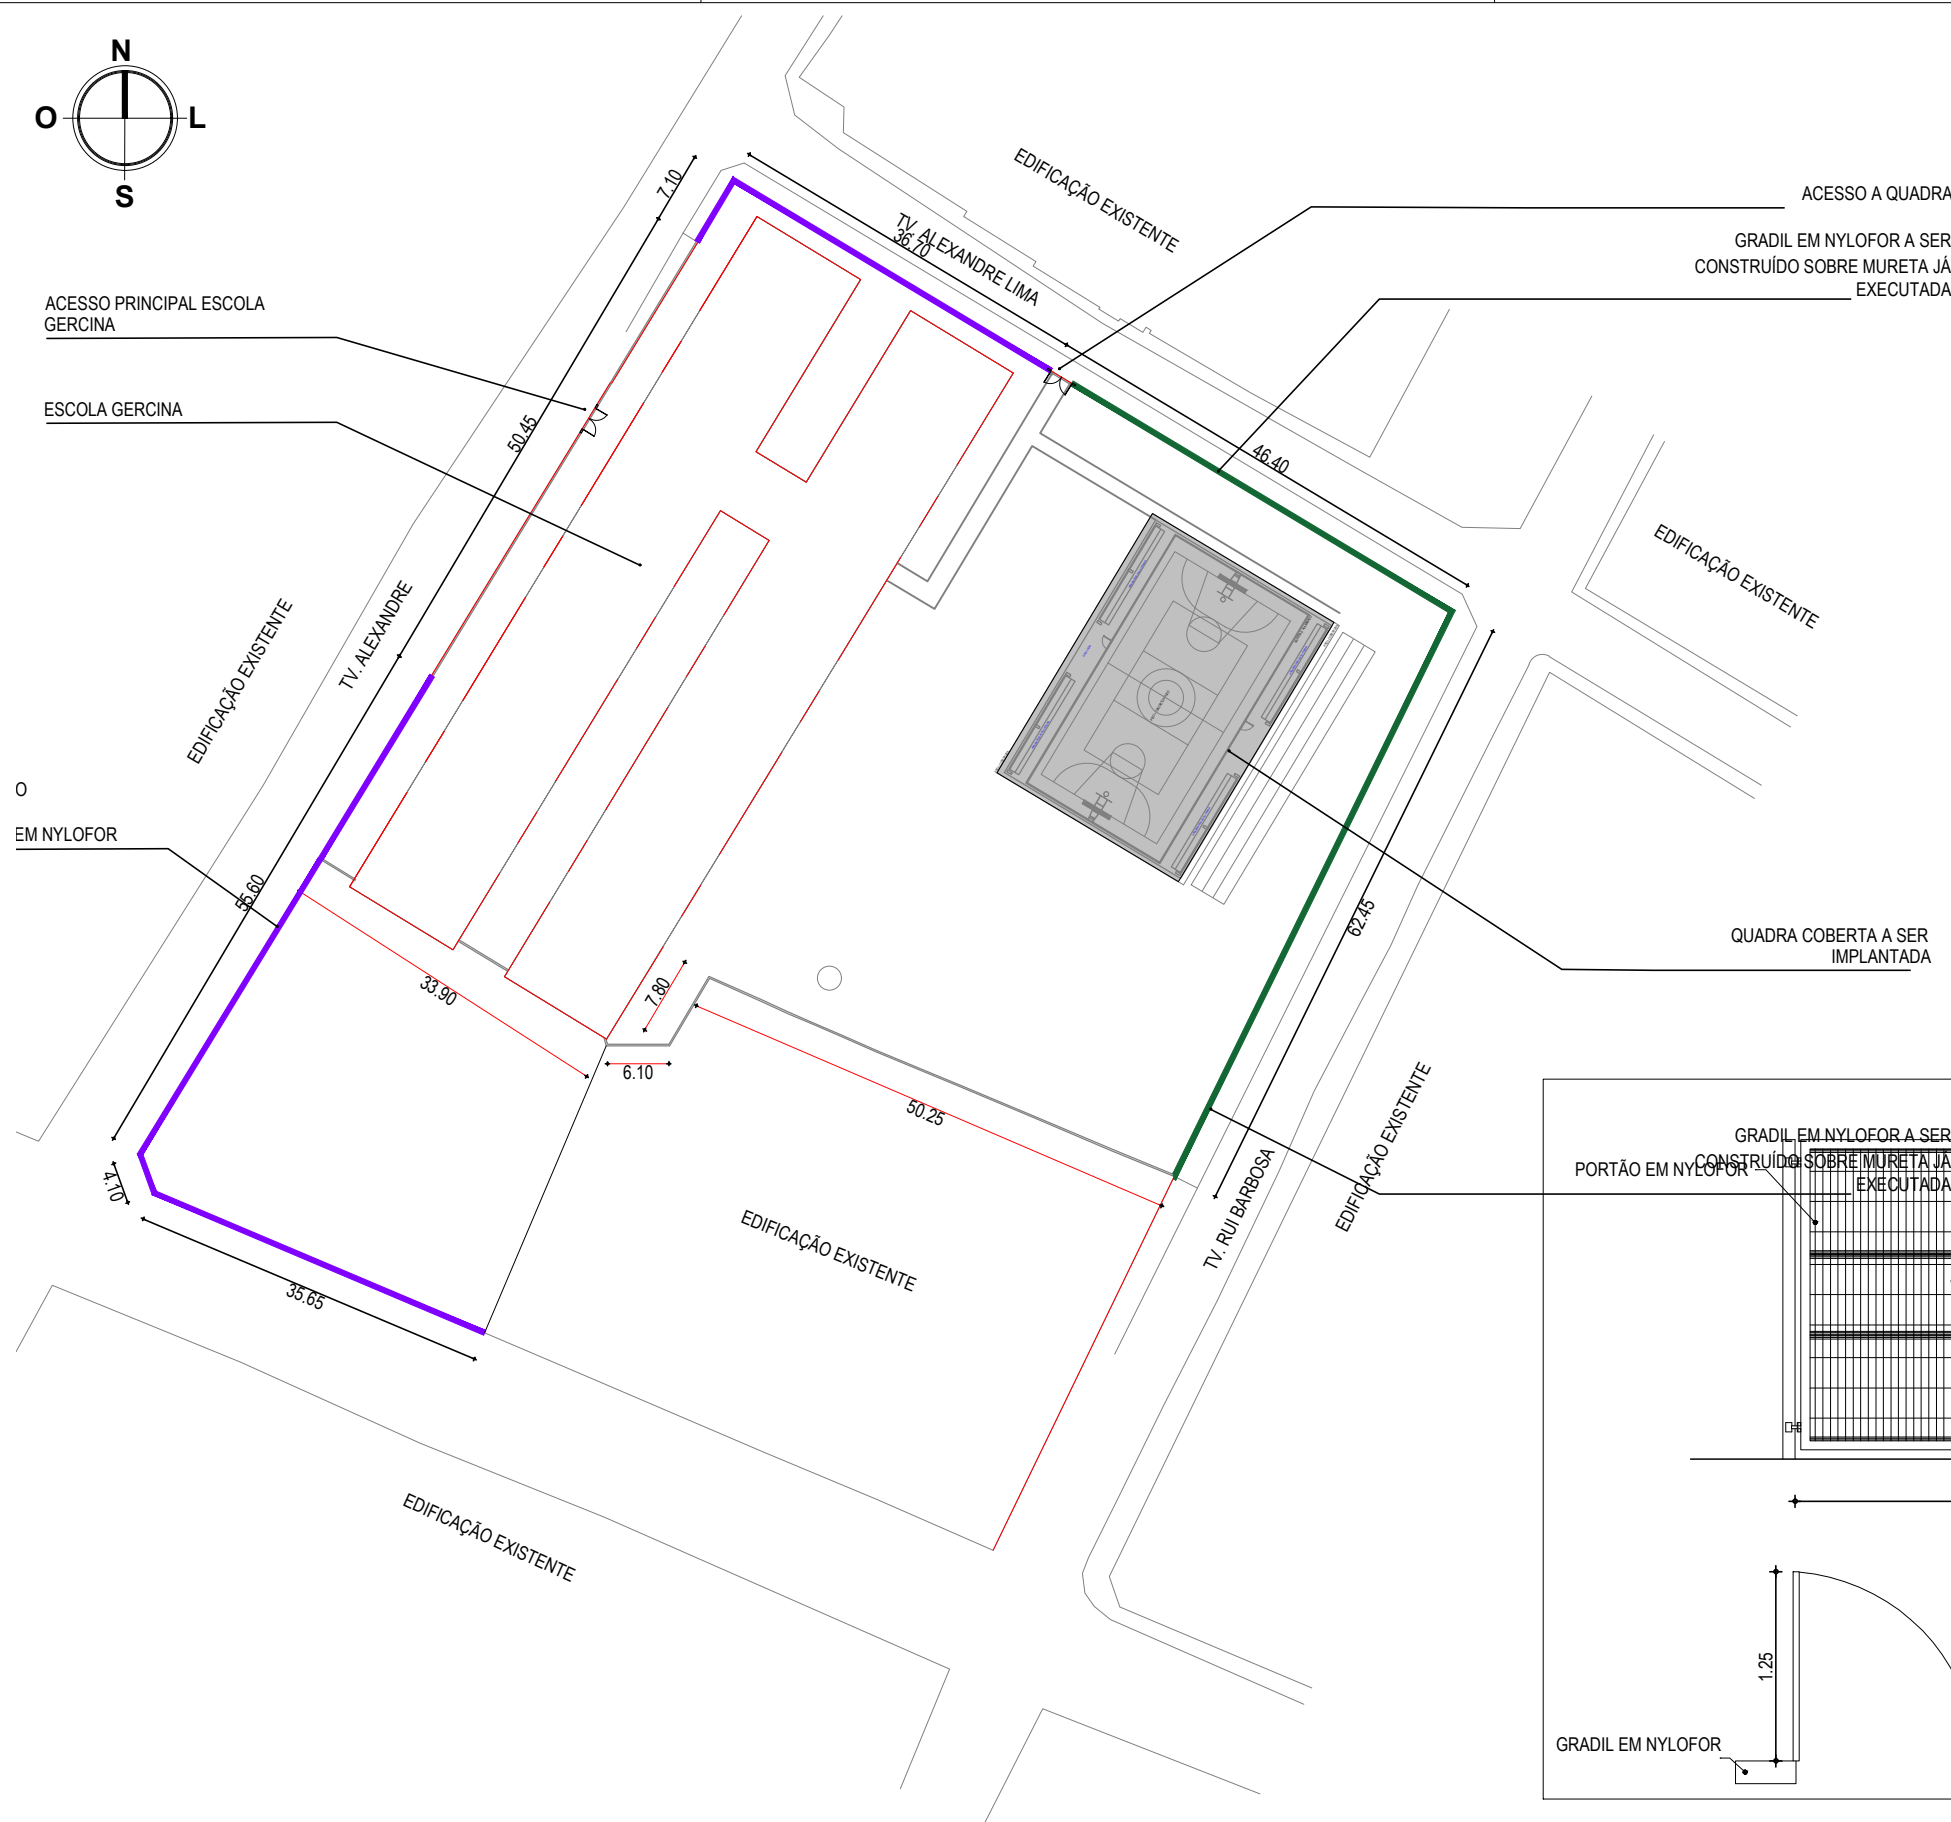 N
O
L
S
7.10
EDIFICAÇÃO EXISTENTE
TV. ALEXANDRE LIMA
36.70
ACESSO A QUADRA
GRADIL EM NYLOFOR A SER
CONSTRUÍDO SOBRE MURETA JÁ
EXECUTADA
ACESSO PRINCIPAL ESCOLA
GERCINA
ESCOLA GERCINA
50.45
46.40
EDIFICAÇÃO EXISTENTE
TV. ALEXANDRE
EDIFICAÇÃO EXISTENTE
O
EM NYLOFOR
55.60
33.90
7.80
6.10
50.25
62.45
QUADRA COBERTA A SER
IMPLANTADA
EDIFICAÇÃO EXISTENTE
TV. RUI BARBOSA
GRADIL EM NYLOFOR A SER
CONSTRUÍDO SOBRE MURETA JÁ
EXECUTADA
PORTÃO EM NYLOFOR
4.10
35.65
EDIFICAÇÃO EXISTENTE
EDIFICAÇÃO EXISTENTE
1.25
GRADIL EM NYLOFOR